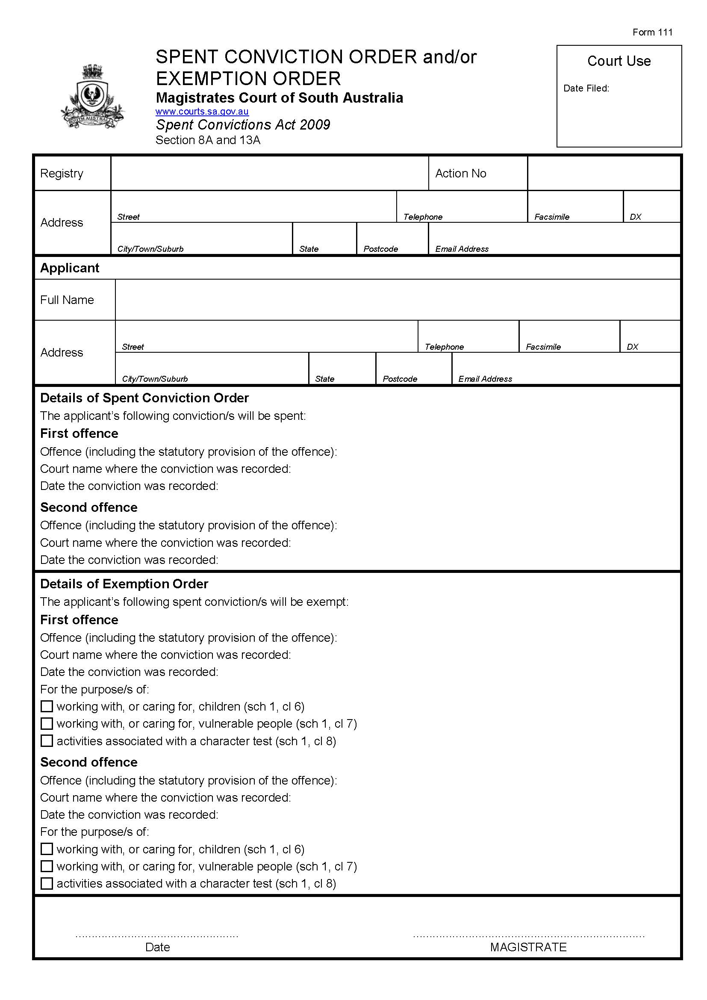 Form 111
SPENT CONVICTION ORDER and/or
EXEMPTION ORDER
Magistrates Court of South Australia
www.courts.sa.gov.au
Spent Convictions Act 2009
Section 8A and 13A
Court Use
Date Filed:
SOUTH AUSTRALIA
Registry
Action No
Address
Street
Telephone
Facsimile
DX
City/Town/Suburb
State
Postcode
Email Address
Applicant
Full Name
Address
Street
Telephone
Facsimile
DX
City/Town/Suburb
State
Postcode
Email Address
Details of Spent Conviction Order
The applicant’s following conviction/s will be spent:
First offence
Offence (including the statutory provision of the offence):
Court name where the conviction was recorded:
Date the conviction was recorded:
Second offence
Offence (including the statutory provision of the offence):
Court name where the conviction was recorded:
Date the conviction was recorded:
Details of Exemption Order
The applicant’s following spent conviction/s will be exempt:
First offence
Offence (including the statutory provision of the offence):
Court name where the conviction was recorded:
Date the conviction was recorded:
For the purpose/s of:
working with, or caring for, children (sch 1, cl 6)
working with, or caring for, vulnerable people (sch 1, cl 7)
activities associated with a character test (sch 1, cl 8)
Second offence
Offence (including the statutory provision of the offence):
Court name where the conviction was recorded:
Date the conviction was recorded:
For the purpose/s of:
working with, or caring for, children (sch 1, cl 6)
working with, or caring for, vulnerable people (sch 1, cl 7)
activities associated with a character test (sch 1, cl 8)
Date
MAGISTRATE